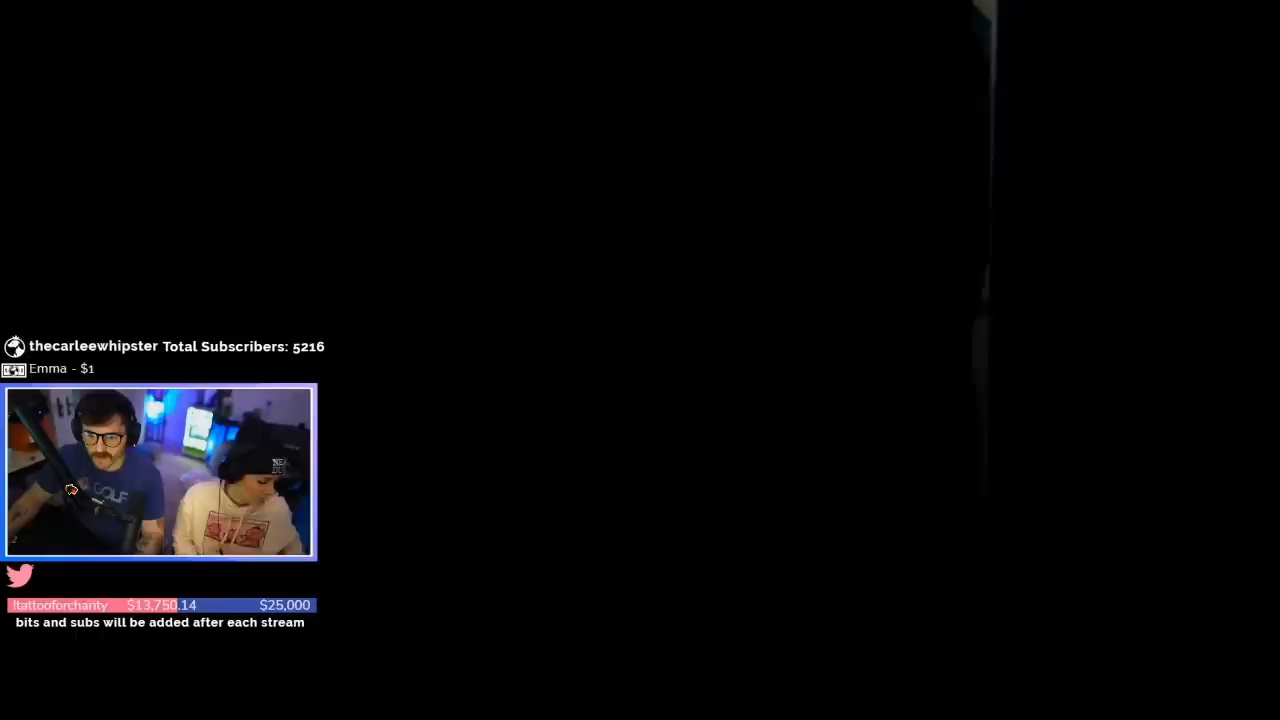 thecarleewhipster Total Subscribers: 5216
Emma - $1
GOLF
!tattooforcharity $13,750.14 $25,000
bits and subs will be added after each stream